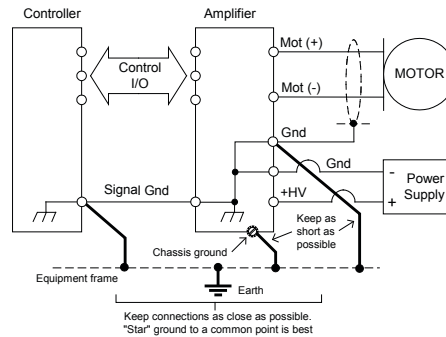 Controller
Amplifier
Mot (+)
Control
I/O
MOTOR
Mot (-)
Gnd
Gnd
Power
Supply
-
+
Signal Gnd
+HV
Keep as
short as
possible
Chassis ground
Equipment frame
Earth
Keep connections as close as possible.
"Star" ground to a common point is best